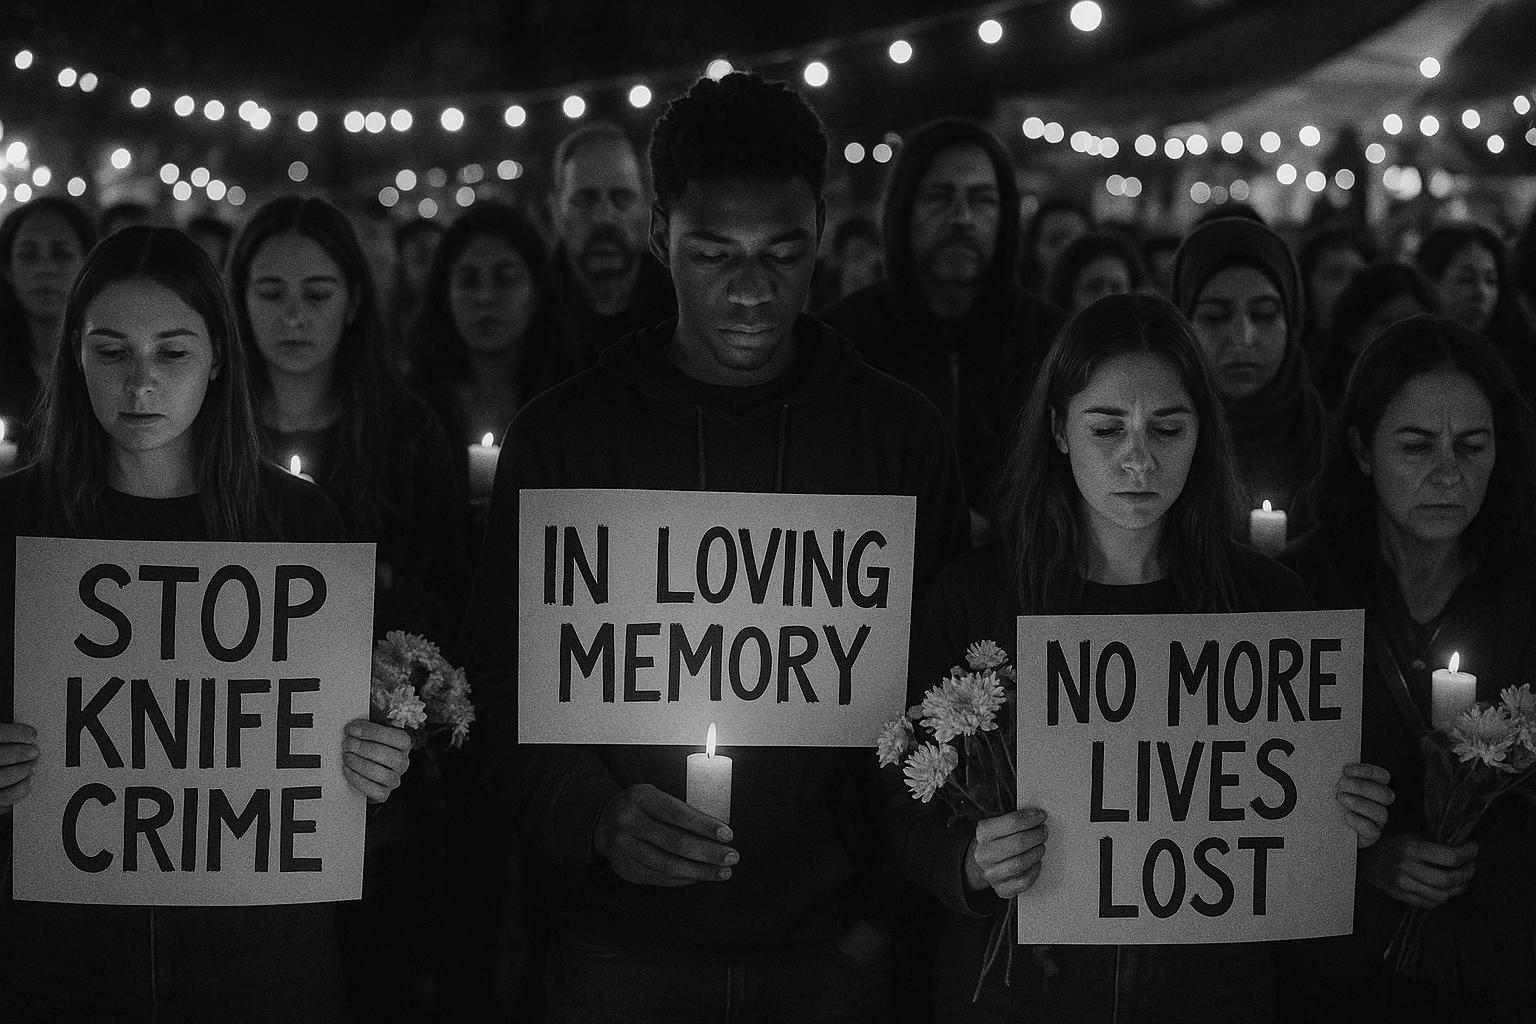 STOP
KNIFE
CRIME
IN LOVING
MEMORY
NO MORE
LIVES
LOST